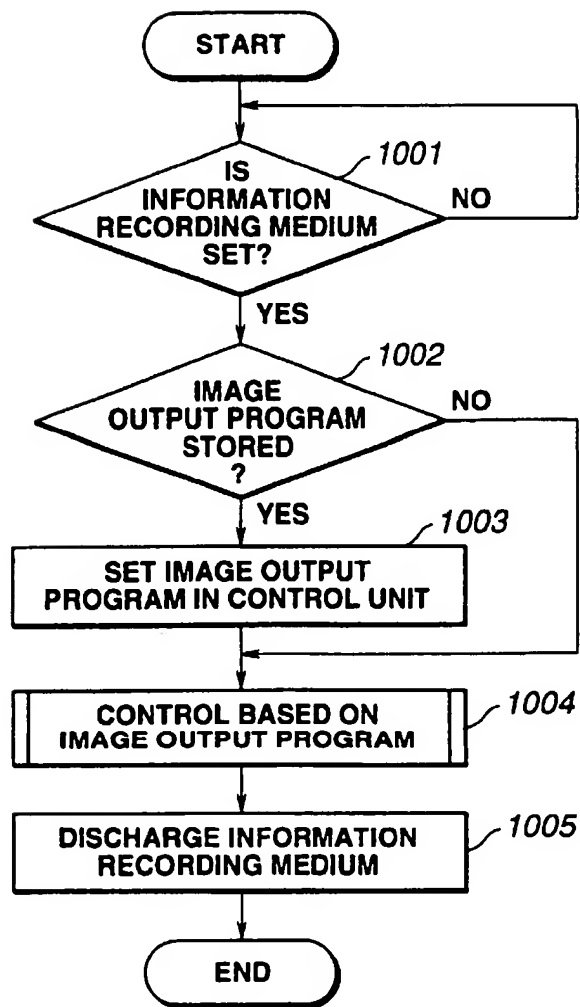 START
1001
IS
INFORMATION
RECORDING MEDIUM
SET?
NO
YES
1002
IMAGE
OUTPUT PROGRAM
STORED
?
NO
YES
1003
SET IMAGE OUTPUT
PROGRAM IN CONTROL UNIT
1004
CONTROL BASED ON
IMAGE OUTPUT PROGRAM
1005
DISCHARGE INFORMATION
RECORDING MEDIUM
END